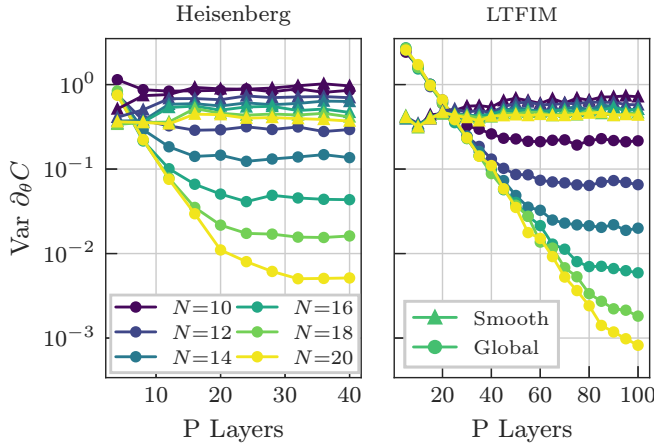 Heisenberg
LTFIM
Var ∂θC
10⁰
10⁻¹
10⁻²
10⁻³
N=10
N=16
N=12
N=18
N=14
N=20
Smooth
Global
10 20 30 40
0 20 40 60 80 100
P Layers
P Layers